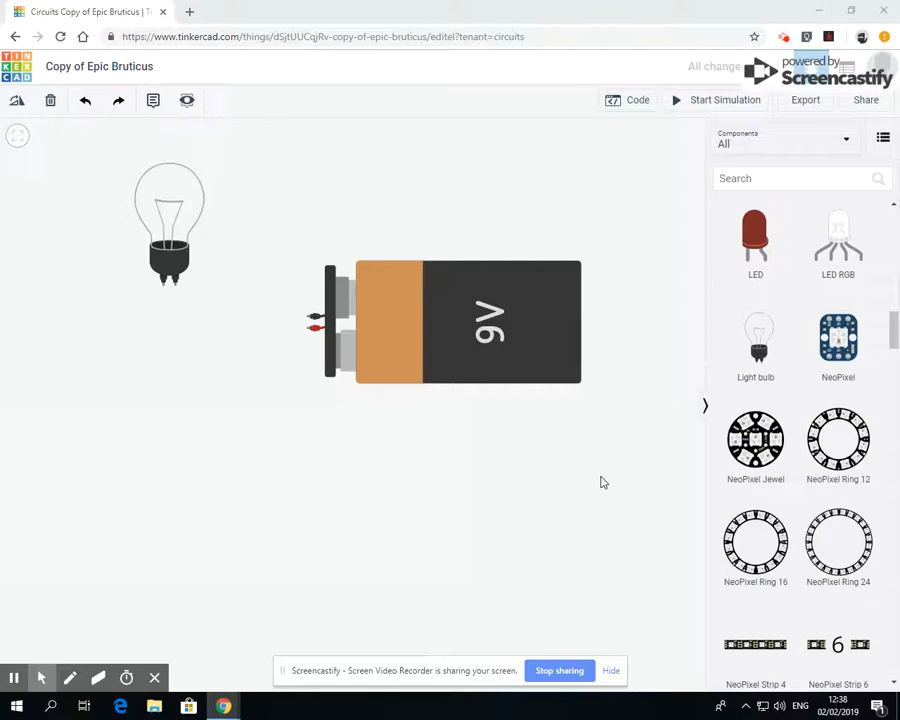 Circuits Copy of Epic Bruticus | T
https://www.tinkercad.com/things/dSjtUUCqjRv-copy-of-epic-bruticus/editel?tenant=circuits
TIN
KER
CAD
Copy of Epic Bruticus
All change
powered by
Screencastify
Code
Start Simulation
Export
Share
Components
All
Search
LED
LED RGB
Light bulb
NeoPixel
9V
NeoPixel Jewel
NeoPixel Ring 12
NeoPixel Ring 16
NeoPixel Ring 24
6
NeoPixel Strip 4
NeoPixel Strip 6
Screencastify - Screen Video Recorder is sharing your screen.
Stop sharing
Hide
ENG
12:38
02/02/2019
1